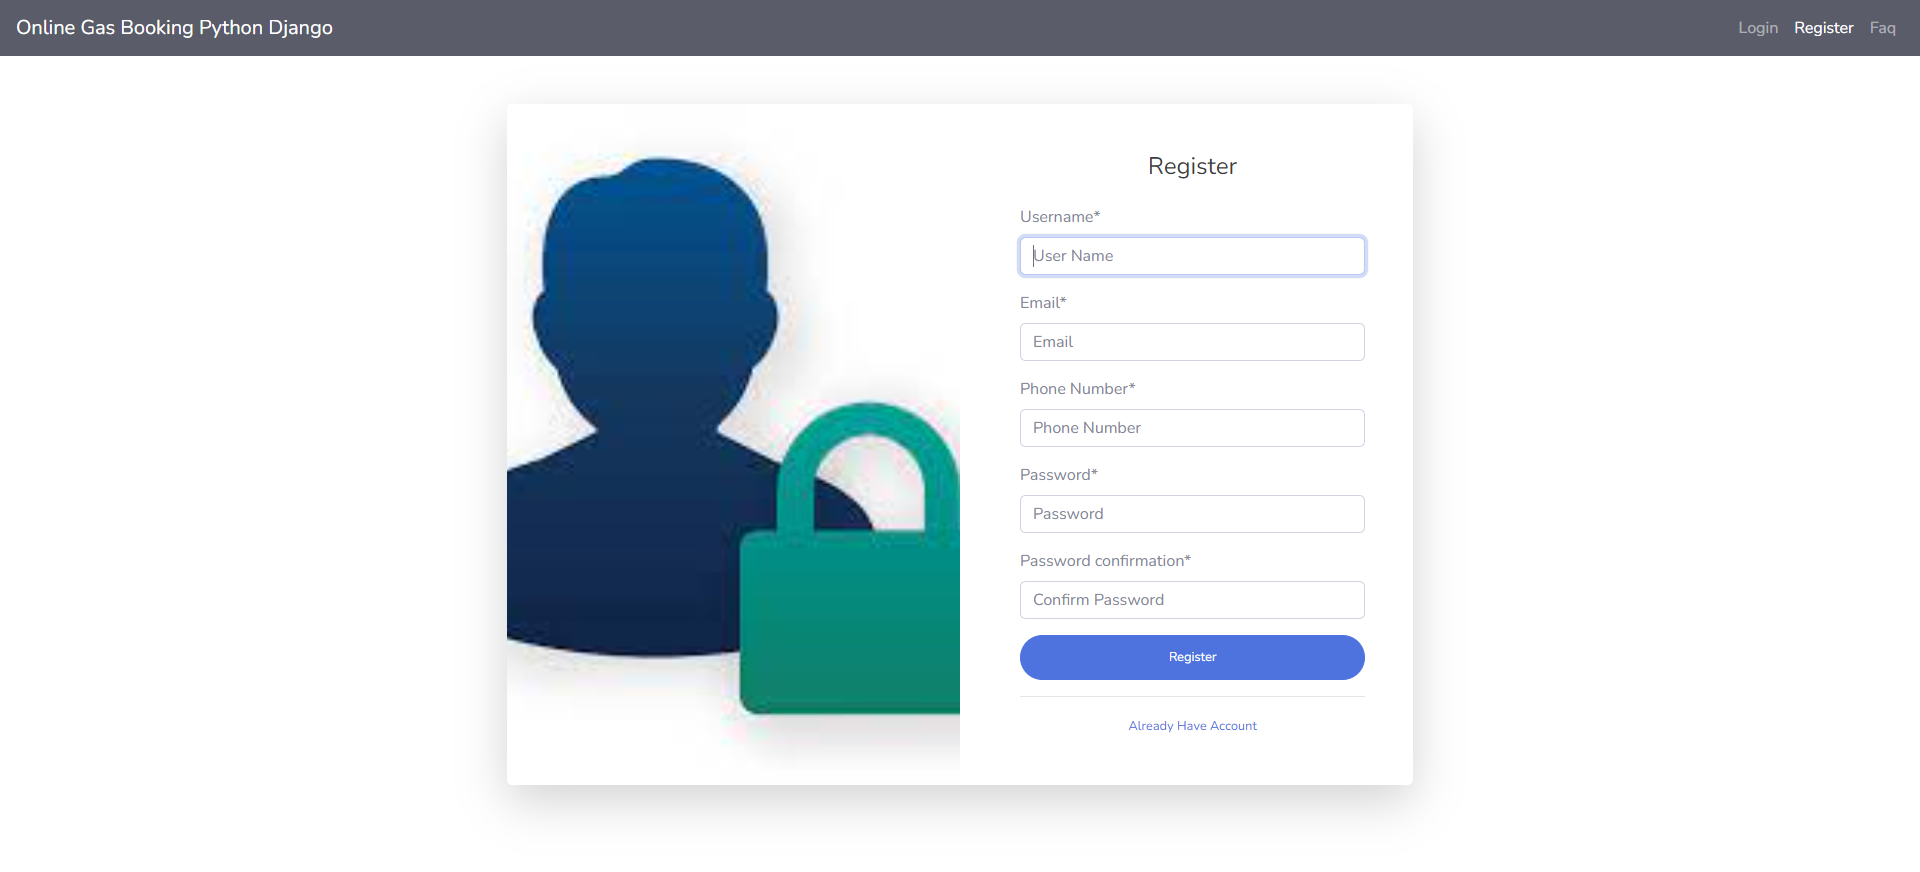 Online Gas Booking Python Django
Login Register Faq
Register
Username*
User Name
Email*
Email
Phone Number*
Phone Number
Password*
Password
Password confirmation*
Confirm Password
Register
Already Have Account